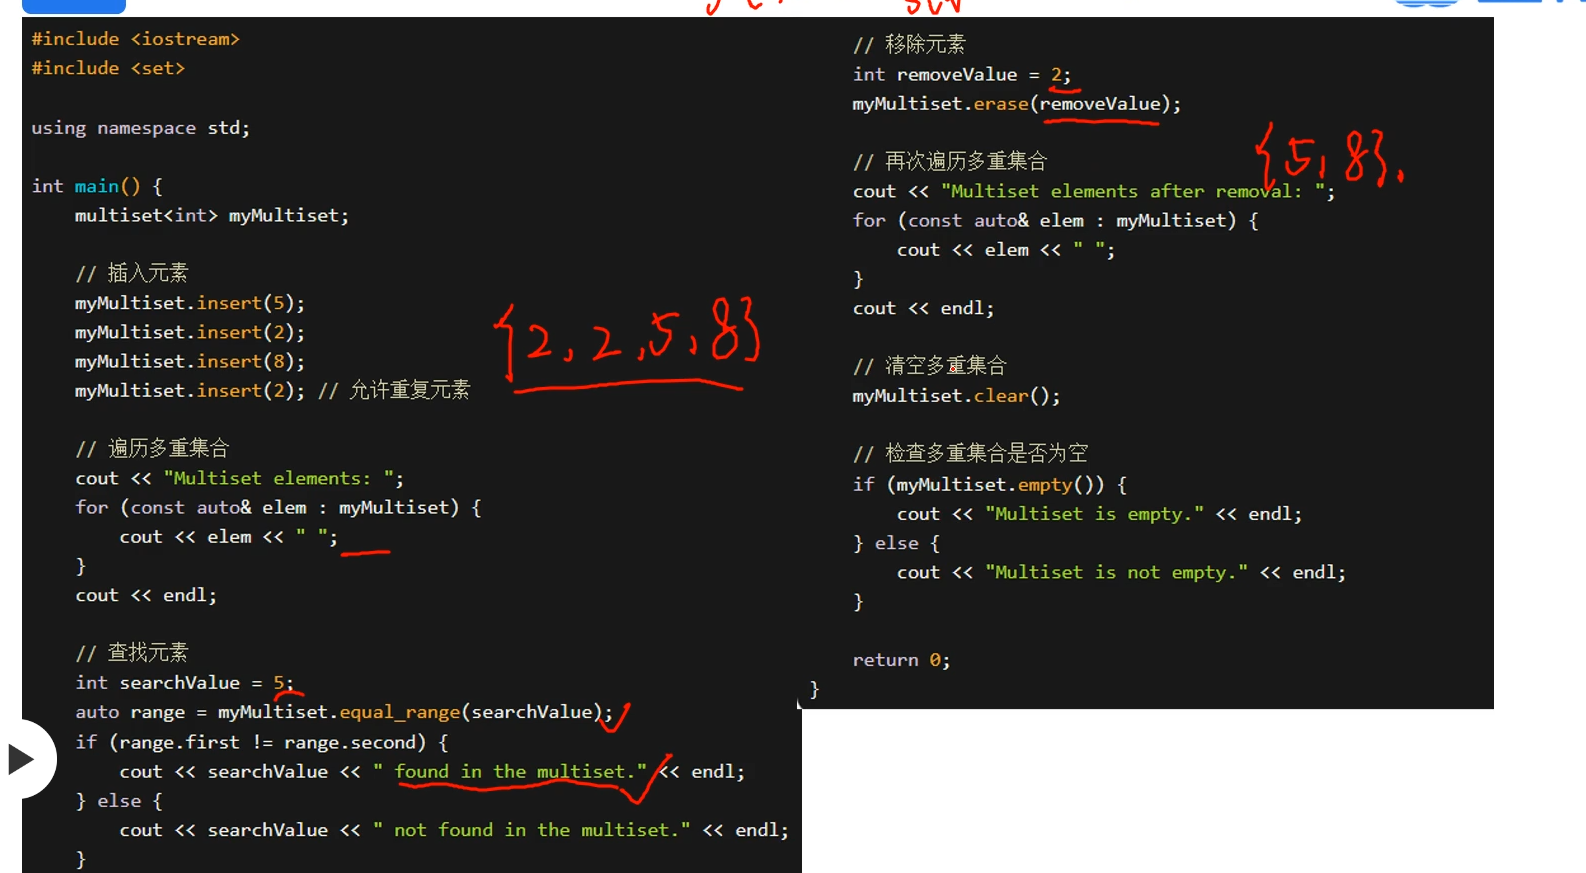 #include <iostream>
#include <set>
using namespace std;
int main() {
multiset<int> myMultiset;
// 插入元素
myMultiset.insert(5);
myMultiset.insert(2);
myMultiset.insert(8);
myMultiset.insert(2); // 允许重复元素
{2, 2, 5, 8}
// 遍历多重集合
cout << "Multiset elements: ";
for (const auto& elem : myMultiset) {
cout << elem << " ";
}
cout << endl;
// 查找元素
int searchValue = 5;
auto range = myMultiset.equal_range(searchValue);
if (range.first != range.second) {
cout << searchValue << " found in the multiset." << endl;
} else {
cout << searchValue << " not found in the multiset." << endl;
}
// 移除元素
int removeValue = 2;
myMultiset.erase(removeValue);
{5, 8}.
// 再次遍历多重集合
cout << "Multiset elements after removal: ";
for (const auto& elem : myMultiset) {
cout << elem << " ";
}
cout << endl;
// 清空多重集合
myMultiset.clear();
// 检查多重集合是否为空
if (myMultiset.empty()) {
cout << "Multiset is empty." << endl;
} else {
cout << "Multiset is not empty." << endl;
}
return 0;
}